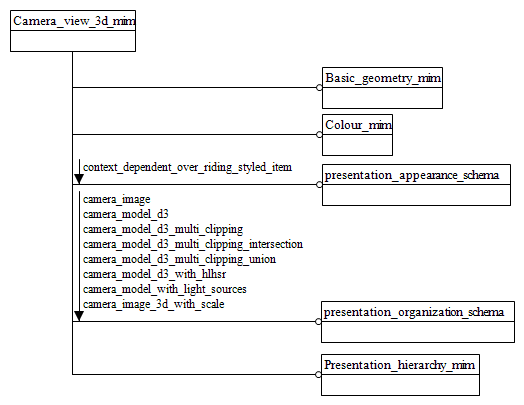 Camera_view_3d_mim
Basic_geometry_mim
Colour_mim
context_dependent_over_riding_styled_item
presentation_appearance_schema
camera_image
camera_model_d3
camera_model_d3_multi_clipping
camera_model_d3_multi_clipping_intersection
camera_model_d3_multi_clipping_union
camera_model_d3_with_hlhsr
camera_model_with_light_sources
camera_image_3d_with_scale
presentation_organization_schema
Presentation_hierarchy_mim